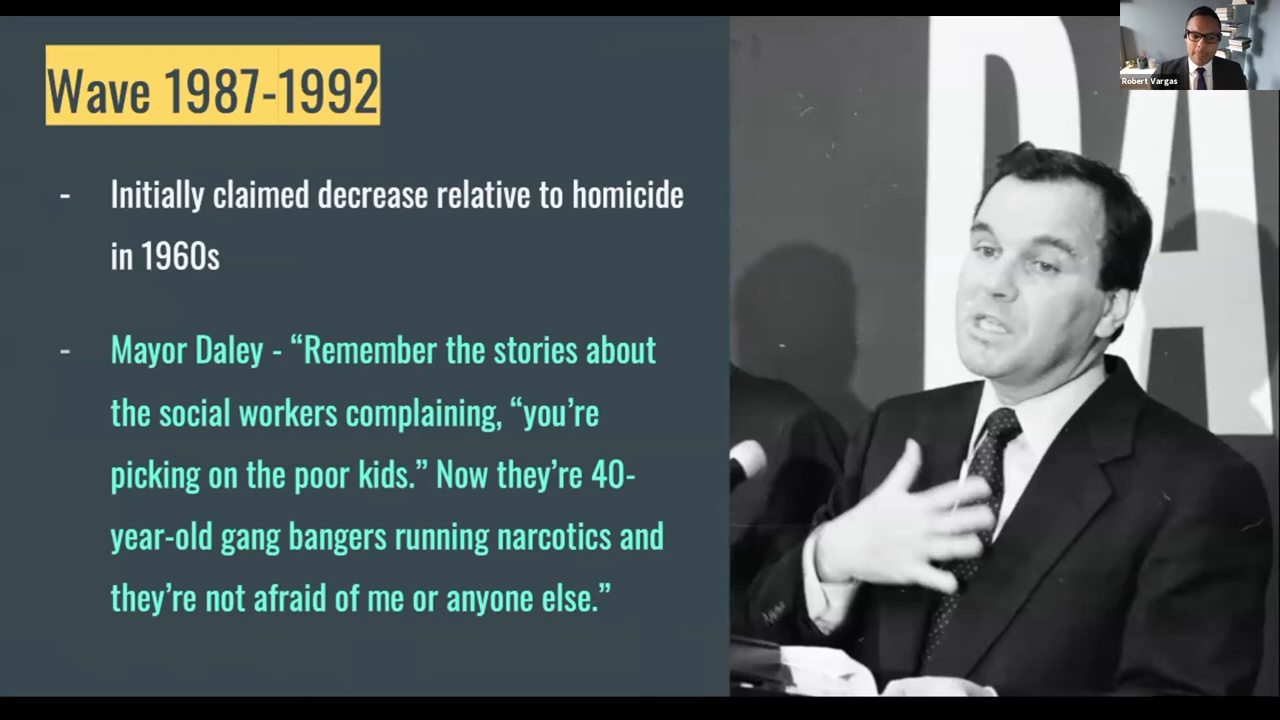 Wave 1987-1992
- Initially claimed decrease relative to homicide
in 1960s
- Mayor Daley - “Remember the stories about
the social workers complaining, “you’re
picking on the poor kids.” Now they’re 40-
year-old gang bangers running narcotics and
they’re not afraid of me or anyone else.”
DA
Robert Vargas